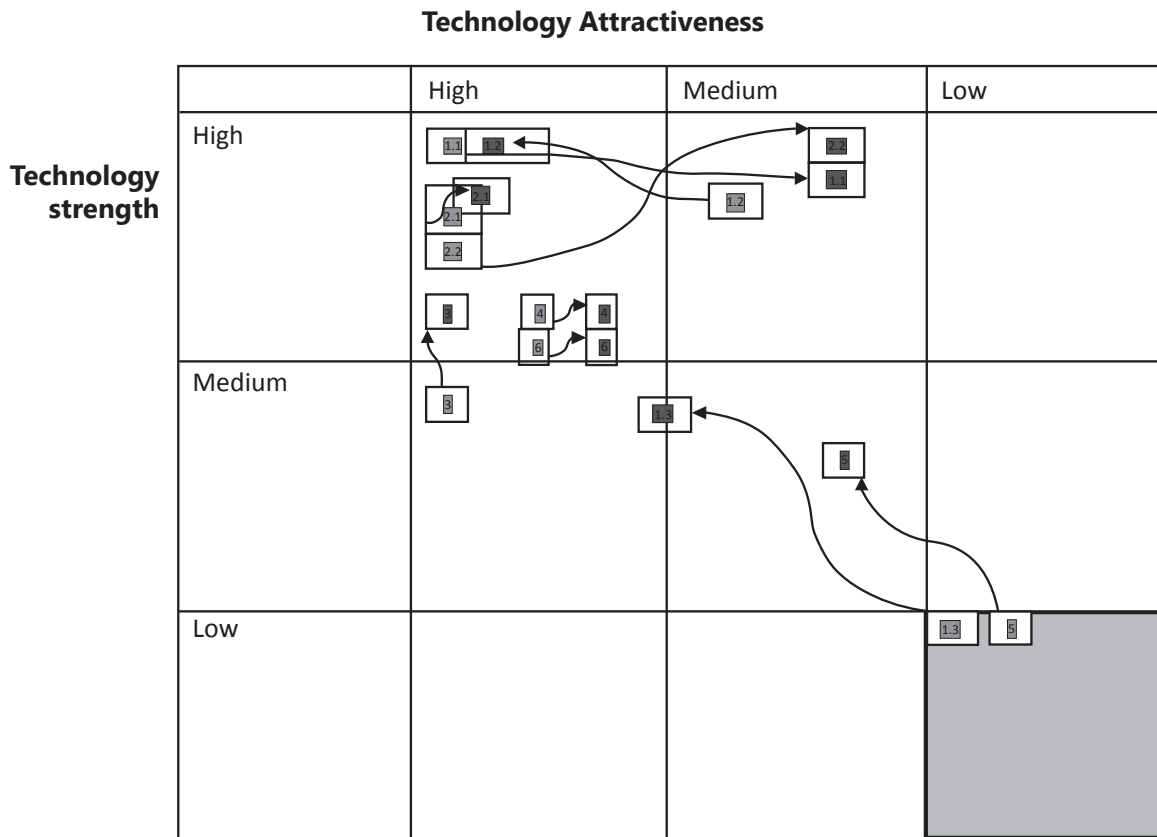 Technology Attractiveness
High
Medium
Low
High
Technology
strength
1.1
1.2
2.2
1.1
2.1
1.2
2.1
2.2
3
4
4
6
6
Medium
3
1.3
5
Low
1.3
5